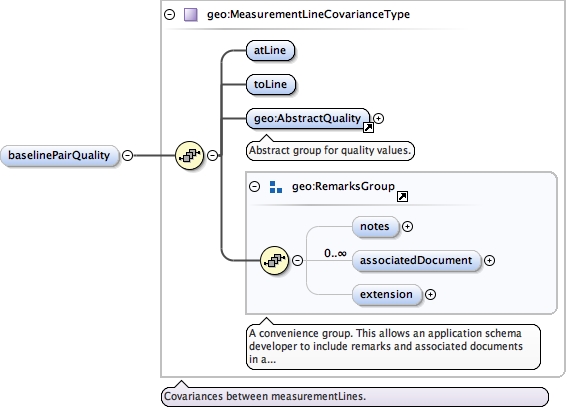 geo:MeasurementLineCovarianceType
atLine
toLine
geo:AbstractQuality
Abstract group for quality values.
baselinePairQuality
geo:RemarksGroup
notes
0..∞
associatedDocument
extension
A convenience group. This allows an application schema
developer to include remarks and associated documents
in a...
Covariances between measurementLines.